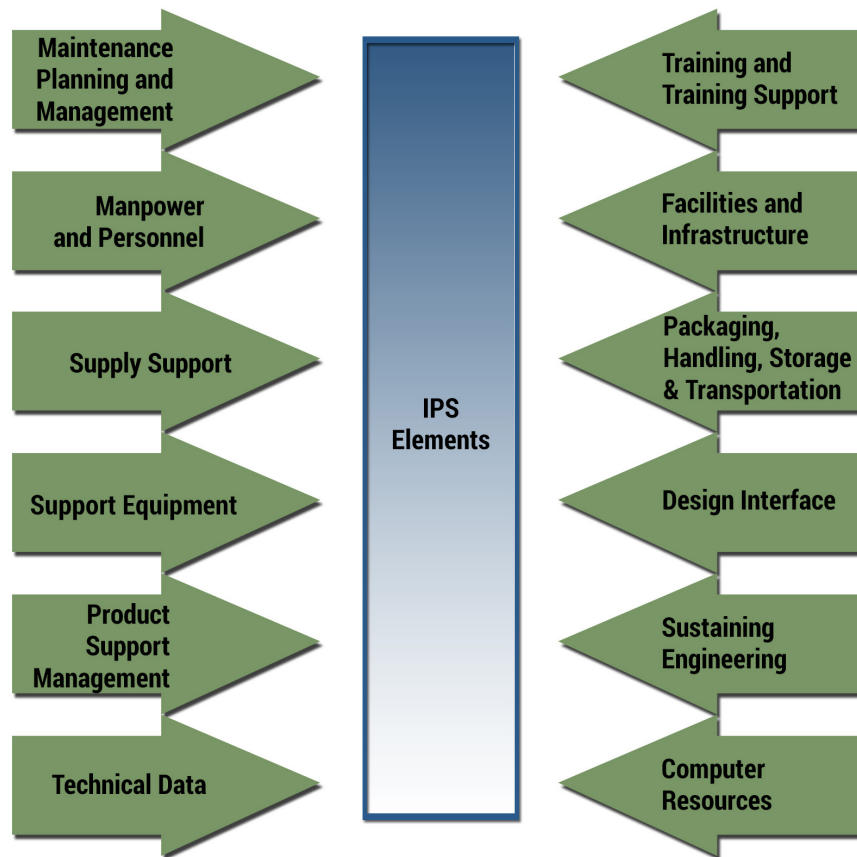 Maintenance
Planning and
Management
Manpower
and Personnel
Supply Support
Support Equipment
Product
Support
Management
Technical Data
IPS
Elements
Training and
Training Support
Facilities and
Infrastructure
Packaging,
Handling, Storage
& Transportation
Design Interface
Sustaining
Engineering
Computer
Resources